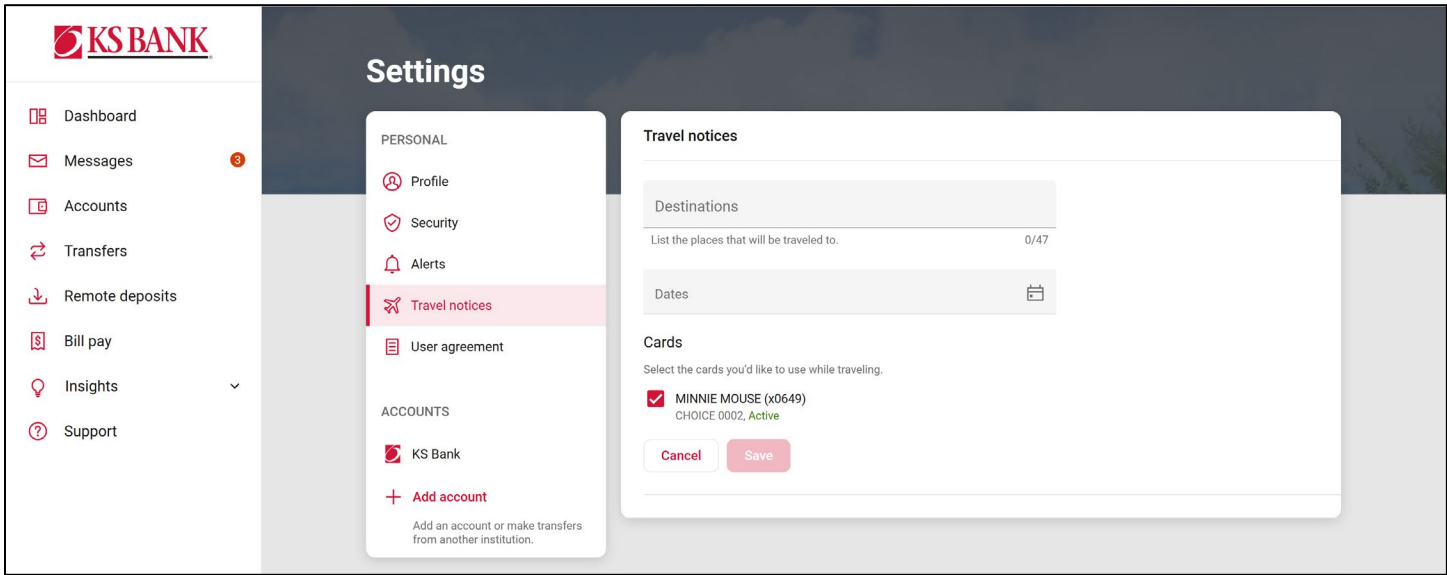 KS BANK
Dashboard
Messages
3
Accounts
Transfers
Remote deposits
Bill pay
Insights
Support
Settings
PERSONAL
Profile
Security
Alerts
Travel notices
User agreement
ACCOUNTS
KS Bank
Add account
Add an account or make transfers
from another institution.
Travel notices
Destinations
List the places that will be traveled to.
0/47
Dates
Cards
Select the cards you'd like to use while traveling.
MINNIE MOUSE (x0649)
CHOICE 0002, Active
Cancel
Save